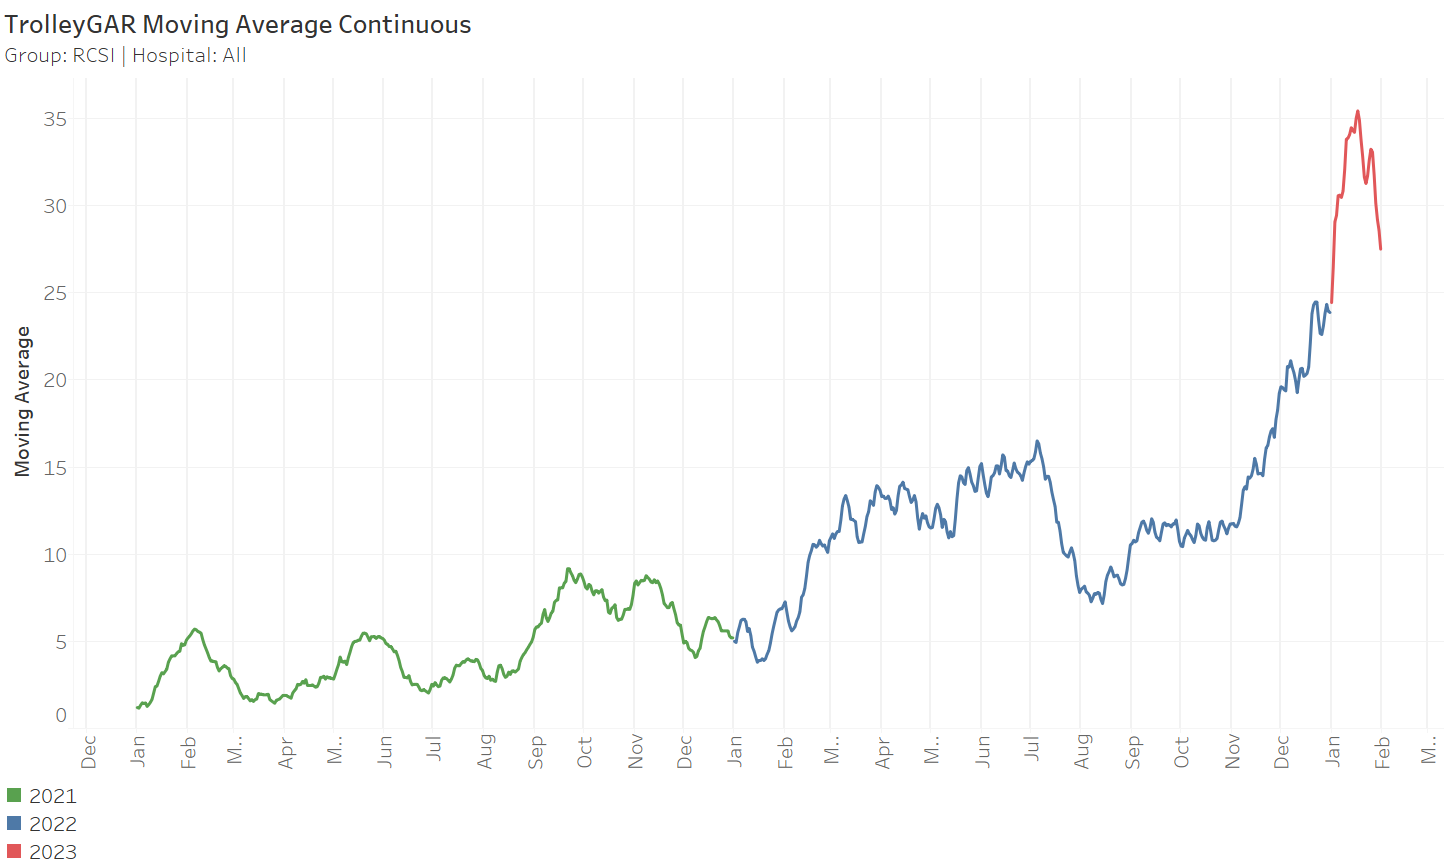 TrolleyGAR Moving Average Continuous
Group: RCSI | Hospital: All
Moving Average
35
30
25
20
15
10
5
0
Dec
Jan
Feb
M..
Apr
M..
Jun
Jul
Aug
Sep
Oct
Nov
Dec
Jan
Feb
M..
Apr
M..
Jun
Jul
Aug
Sep
Oct
Nov
Dec
Jan
Feb
M..
2021
2022
2023